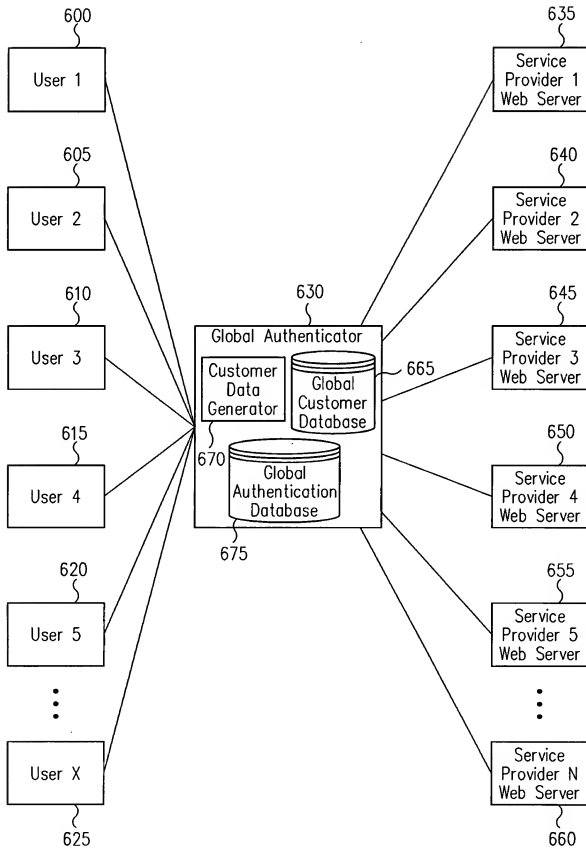 600
User 1
605
User 2
610
User 3
615
User 4
620
User 5
User X
625
630
Global Authenticator
Customer
Data
Generator
670
Global
Customer
Database
665
Global
Authentication
Database
675
635
Service
Provider 1
Web Server
640
Service
Provider 2
Web Server
645
Service
Provider 3
Web Server
650
Service
Provider 4
Web Server
655
Service
Provider 5
Web Server
Service
Provider N
Web Server
660